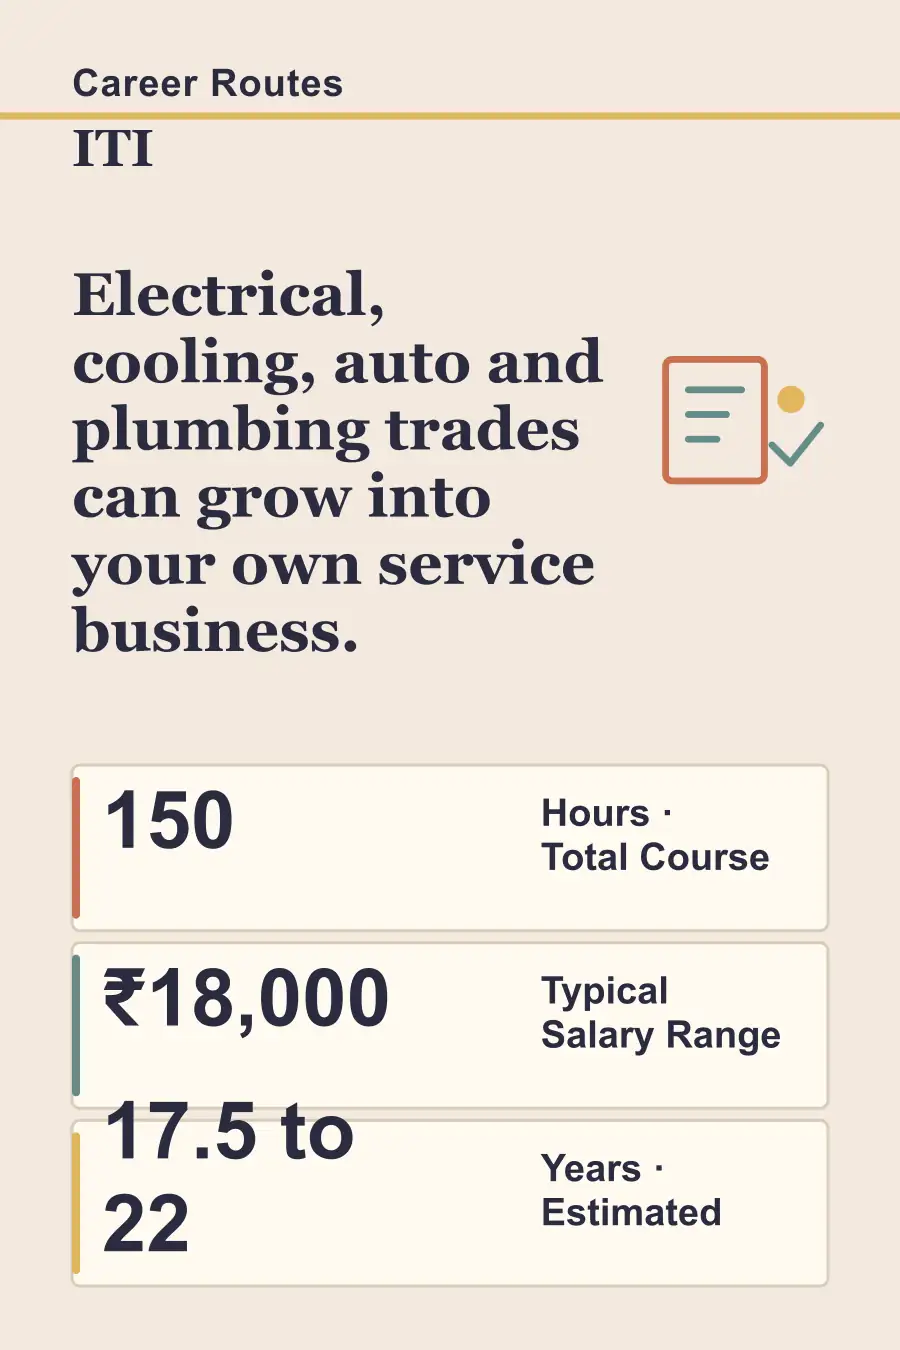 Career Routes
ITI
Electrical,
cooling, auto and
plumbing trades
can grow into
your own service
business.
150
Hours ·
Total Course
₹18,000
Typical
Salary Range
17.5 to
22
Years ·
Estimated